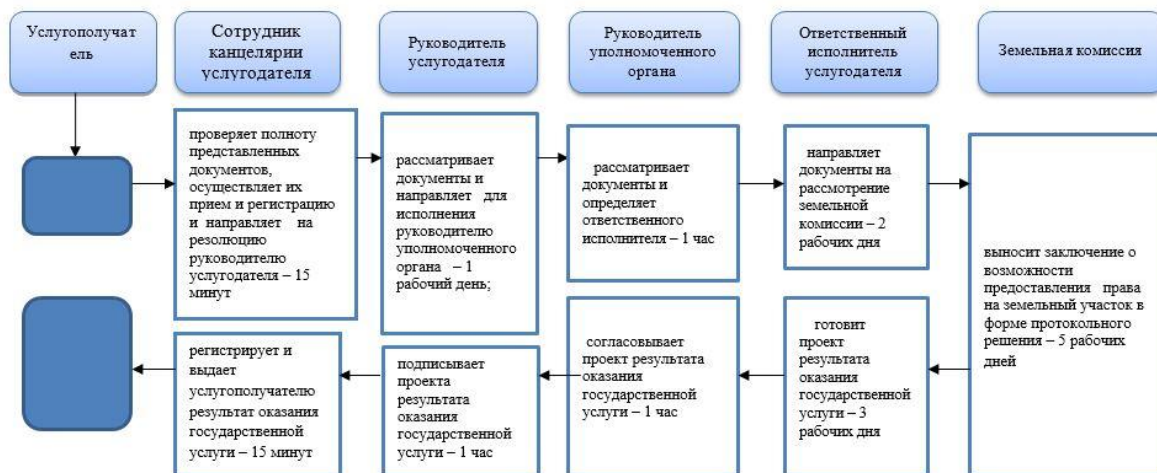 Услугополучат
ель
Сотрудник
канцелярии
услугодателя
Руководитель
услугодателя
Руководитель
уполномоченного
органа
Ответственный
исполнитель
услугодателя
Земельная комиссия
проверяет полноту
представленных
документов,
осуществляет их
прием и регистрацию
и направляет на
резолюцию
руководителю
услугодателя – 15
минут
рассматривает
документы и
направляет для
исполнения
руководителю
уполномоченного
органа – 1
рабочий день;
рассматривает
документы и
определяет
ответственного
исполнителя – 1 час
направляет
документы на
рассмотрение
земельной
комиссии – 2
рабочих дня
выносит заключение о
возможности
предоставления права
на земельный участок в
форме протокольного
решения – 5 рабочих
дней
готовит
проект
результата
оказания
государственной
услуги – 3
рабочих дня
согласовывает
проект результата
оказания
государственной
услуги – 1 час
подписывает
проекта
результата
оказания
государственной
услуги – 1 час
регистрирует и
выдает
услугополучателю
результат оказания
государственной
услуги – 15 минут